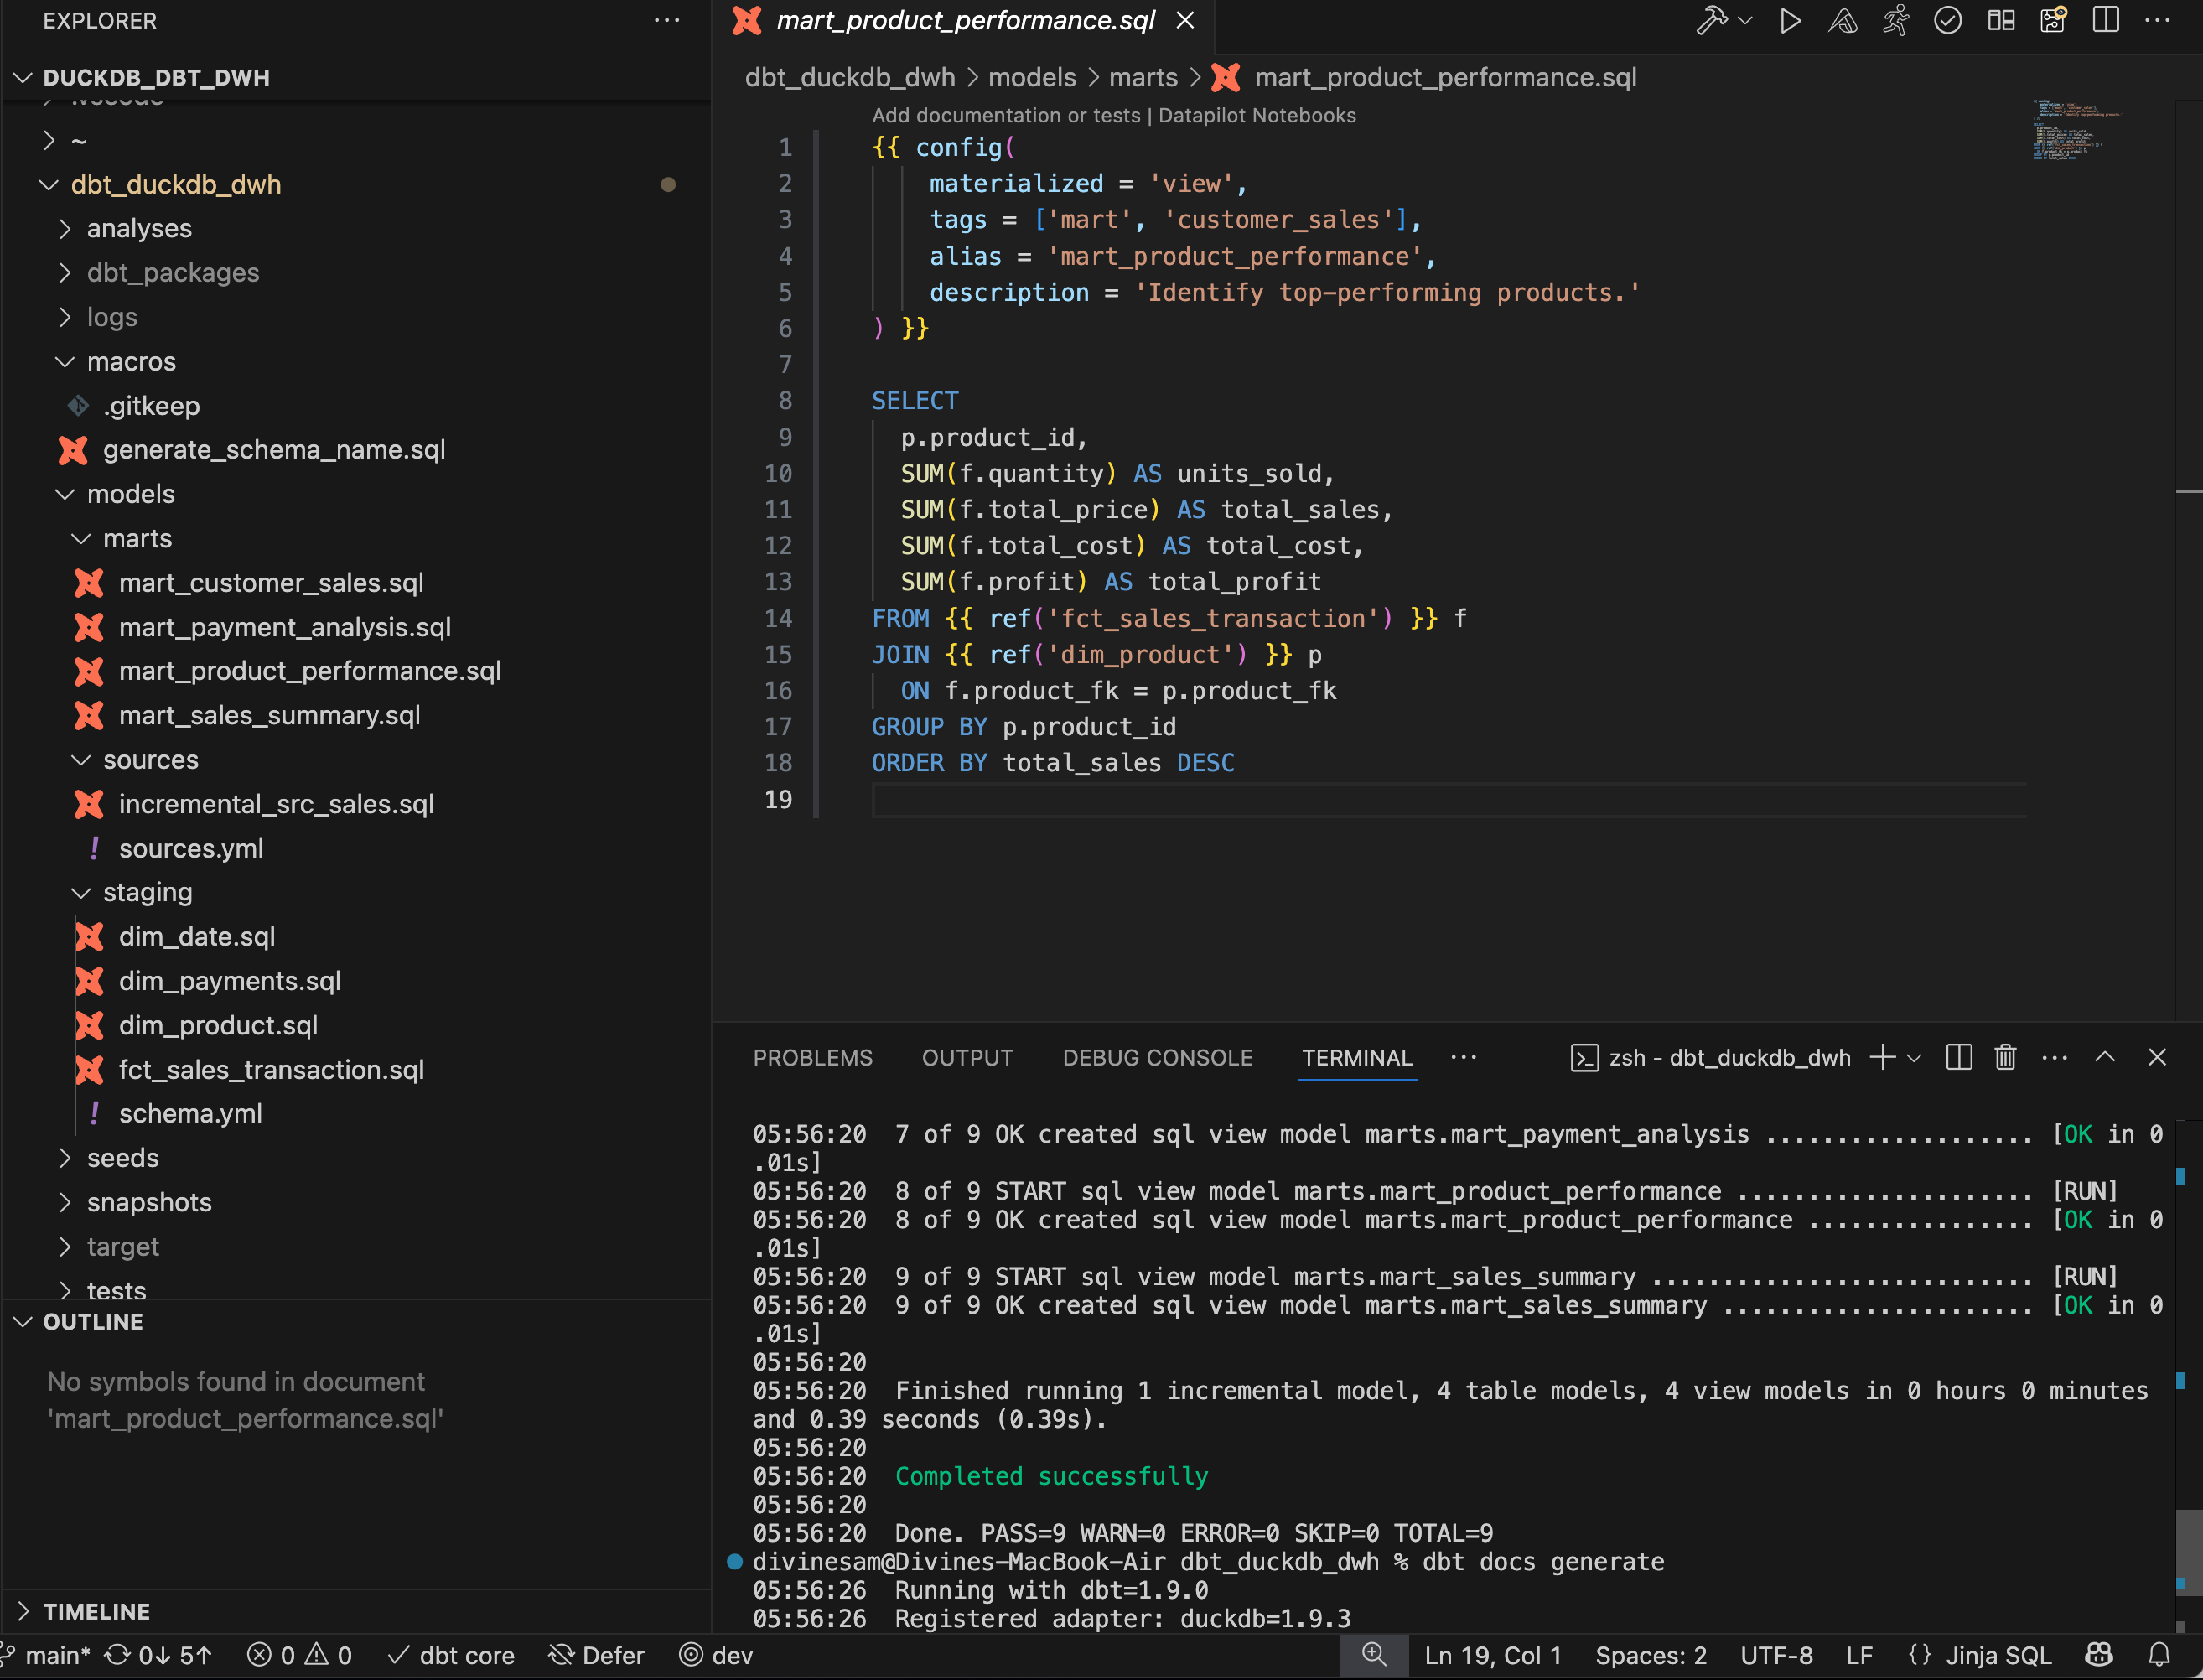 EXPLORER
DUCKDB_DBT_DWH
.vscode
~
dbt_duckdb_dwh
analyses
dbt_packages
logs
macros
.gitkeep
generate_schema_name.sql
models
marts
mart_customer_sales.sql
mart_payment_analysis.sql
mart_product_performance.sql
mart_sales_summary.sql
sources
incremental_src_sales.sql
! sources.yml
staging
dim_date.sql
dim_payments.sql
dim_product.sql
fct_sales_transaction.sql
! schema.yml
seeds
snapshots
target
tests
OUTLINE
No symbols found in document
'mart_product_performance.sql'
TIMELINE
mart_product_performance.sql
dbt_duckdb_dwh > models > marts > mart_product_performance.sql
Add documentation or tests | Datapilot Notebooks
1 {{ config(
2 materialized = 'view',
3 tags = ['mart', 'customer_sales'],
4 alias = 'mart_product_performance',
5 description = 'Identify top-performing products.'
6 ) }}
7
8 SELECT
9 p.product_id,
10 SUM(f.quantity) AS units_sold,
11 SUM(f.total_price) AS total_sales,
12 SUM(f.total_cost) AS total_cost,
13 SUM(f.profit) AS total_profit
14 FROM {{ ref('fct_sales_transaction') }} f
15 JOIN {{ ref('dim_product') }} p
16 ON f.product_fk = p.product_fk
17 GROUP BY p.product_id
18 ORDER BY total_sales DESC
19
PROBLEMS OUTPUT DEBUG CONSOLE TERMINAL zsh - dbt_duckdb_dwh
05:56:20 7 of 9 OK created sql view model marts.mart_payment_analysis ................... [OK in 0
.01s]
05:56:20 8 of 9 START sql view model marts.mart_product_performance ..................... [RUN]
05:56:20 8 of 9 OK created sql view model marts.mart_product_performance ................ [OK in 0
.01s]
05:56:20 9 of 9 START sql view model marts.mart_sales_summary ........................... [RUN]
05:56:20 9 of 9 OK created sql view model marts.mart_sales_summary ...................... [OK in 0
.01s]
05:56:20
05:56:20 Finished running 1 incremental model, 4 table models, 4 view models in 0 hours 0 minutes
and 0.39 seconds (0.39s).
05:56:20
05:56:20 Completed successfully
05:56:20
05:56:20 Done. PASS=9 WARN=0 ERROR=0 SKIP=0 TOTAL=9
divinesam@Divines-MacBook-Air dbt_duckdb_dwh % dbt docs generate
05:56:26 Running with dbt=1.9.0
05:56:26 Registered adapter: duckdb=1.9.3
main* 0↓ 5↑ 0 0 dbt core Defer dev Ln 19, Col 1 Spaces: 2 UTF-8 LF {} Jinja SQL